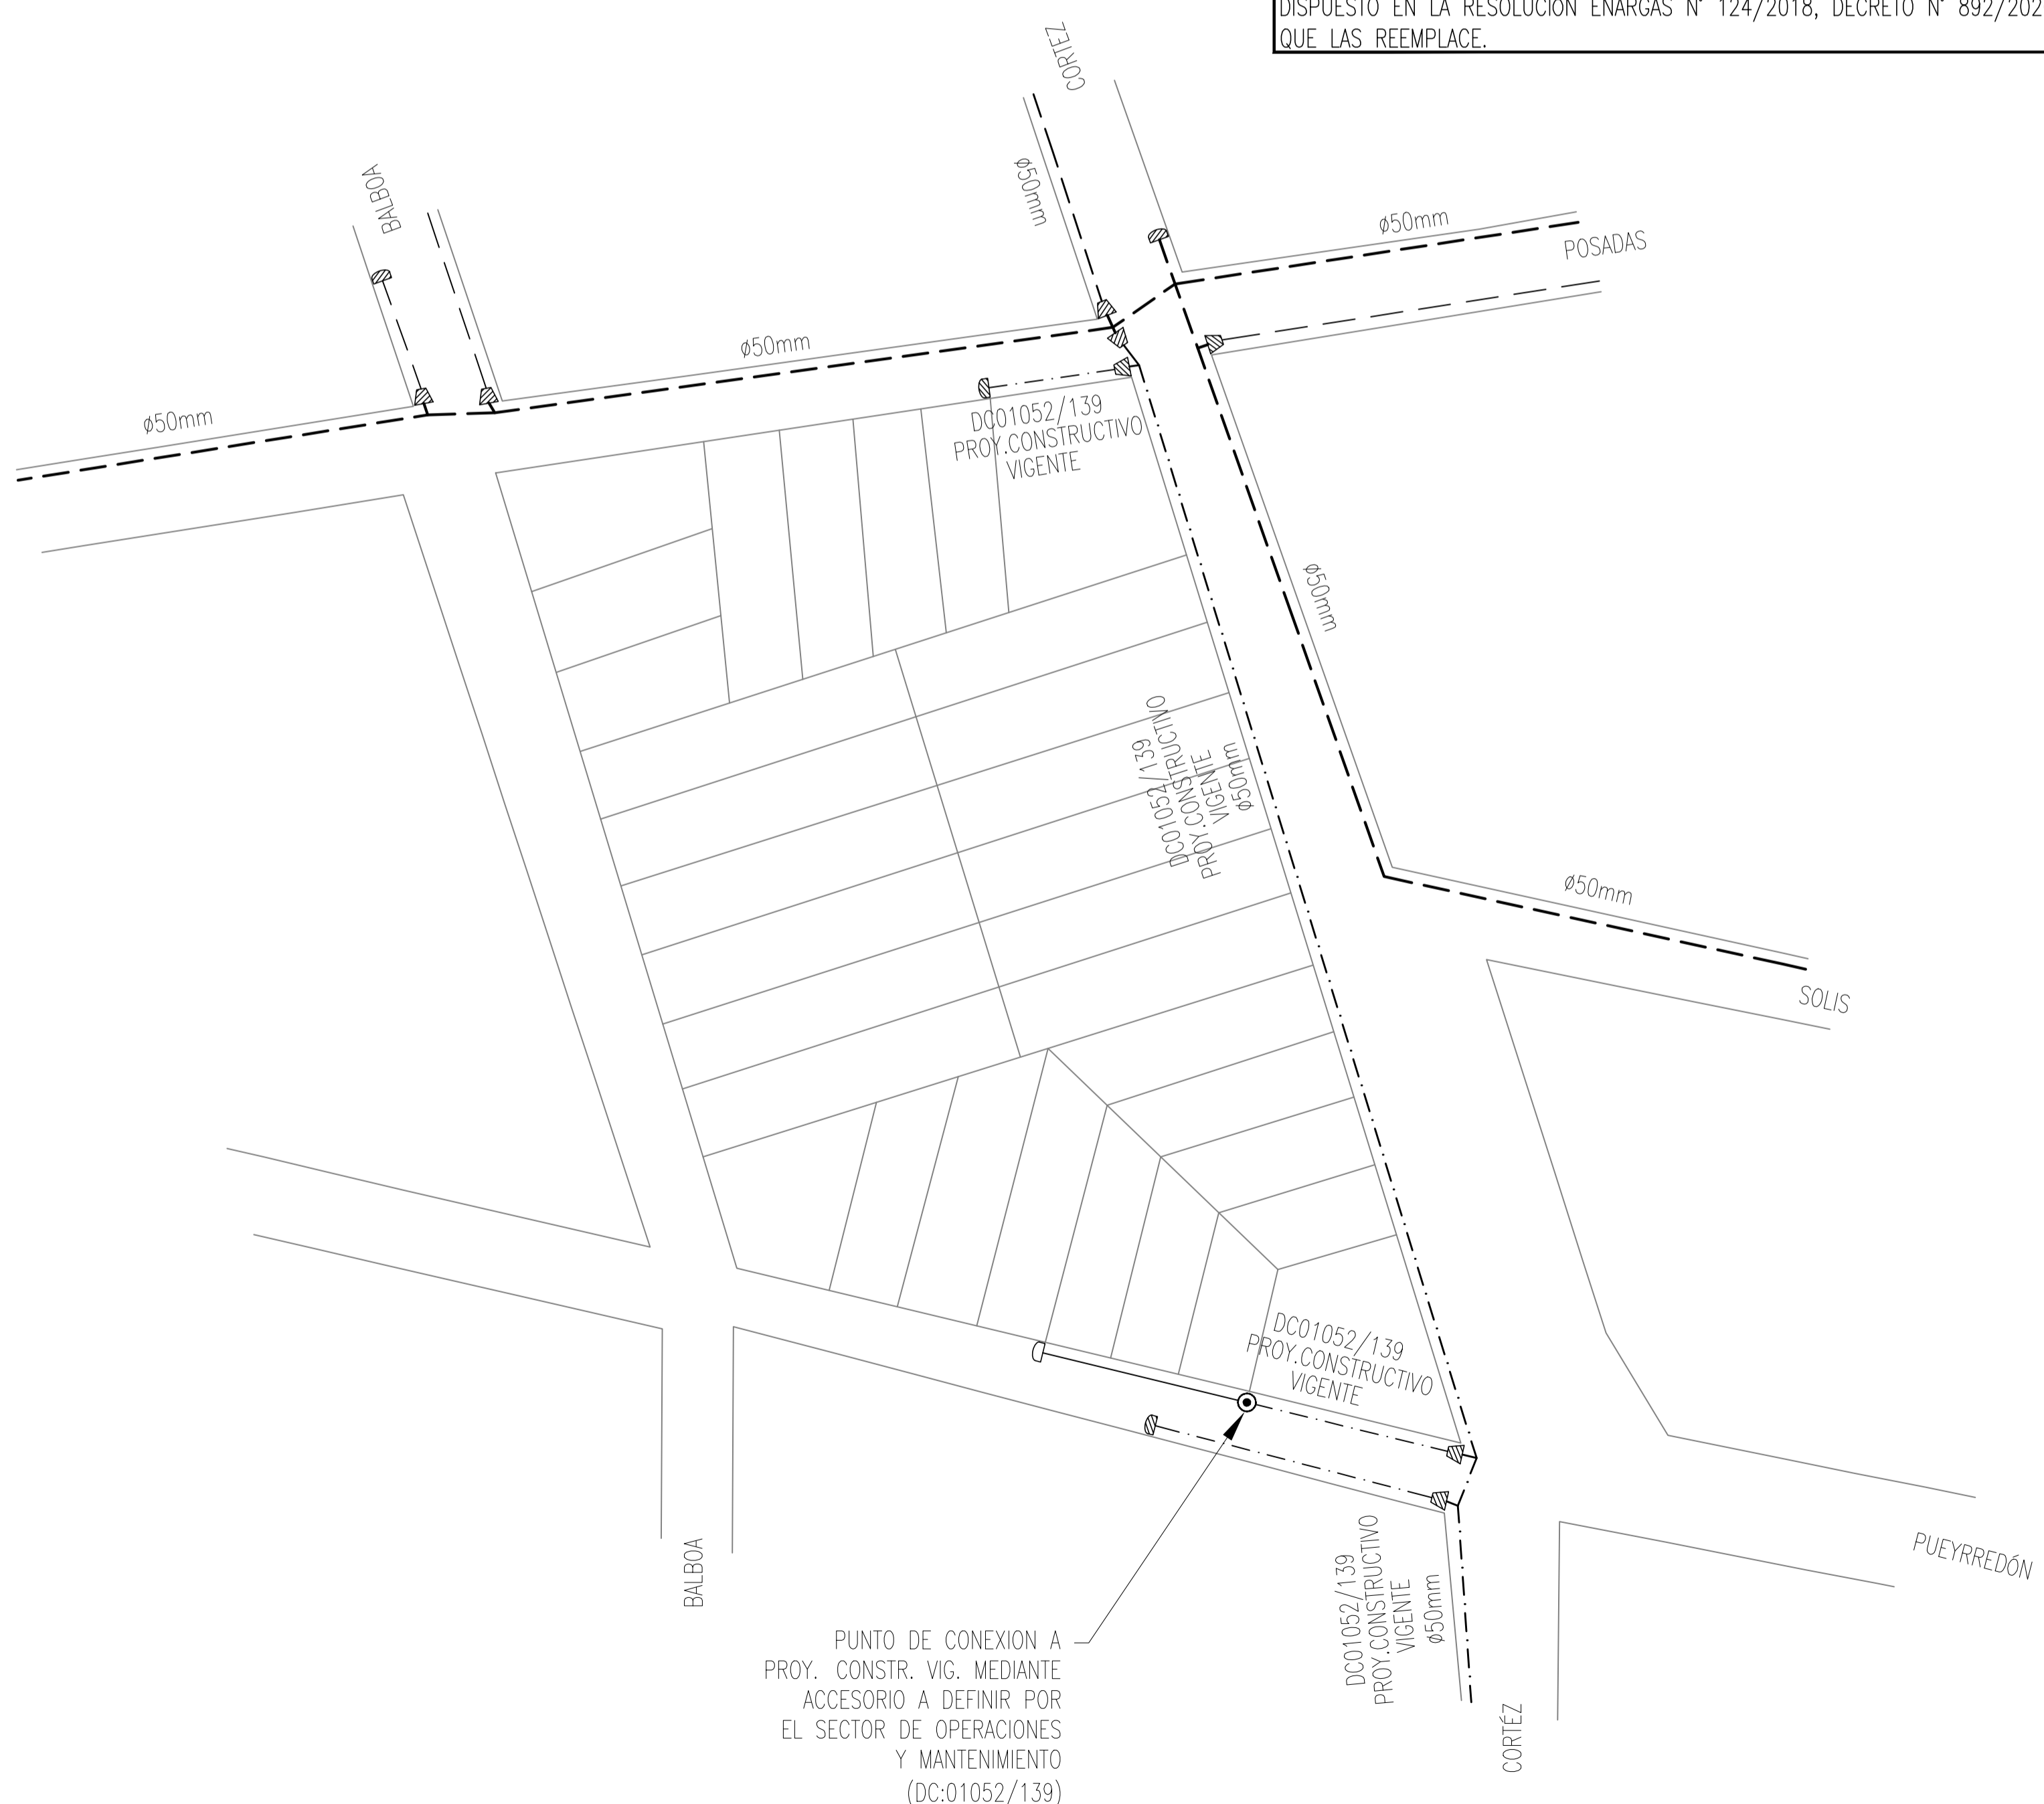 DISPUESTO EN LA RESOLUCIÓN ENARGAS N° 124/2018, DECRETO N° 892/202
QUE LAS REEMPLACE.
CORTEZ
BALBOA
ø50mm
ø50mm
POSADAS
ø50mm
ø50mm
DC01052/139
PROY.CONSTRUCTIVO
VIGENTE
ø50mm
DC01052/139
PROY.CONSTRUCTIVO
VIGENTE
ø50mm
ø50mm
SOLIS
DC01052/139
PROY.CONSTRUCTIVO
VIGENTE
BALBOA
DC01052/139
PROY.CONSTRUCTIVO
VIGENTE
ø50mm
PUEYRREDÓN
CORTÉZ
PUNTO DE CONEXION A
PROY. CONSTR. VIG. MEDIANTE
ACCESORIO A DEFINIR POR
EL SECTOR DE OPERACIONES
Y MANTENIMIENTO
(DC:01052/139)